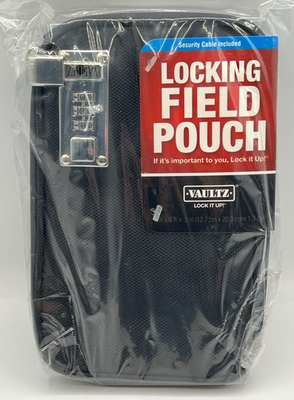 Security Cable Included
LOCKING
FIELD
POUCH
If it's important to you, Lock it Up!®
VAULTZ®
LOCK IT UP!®